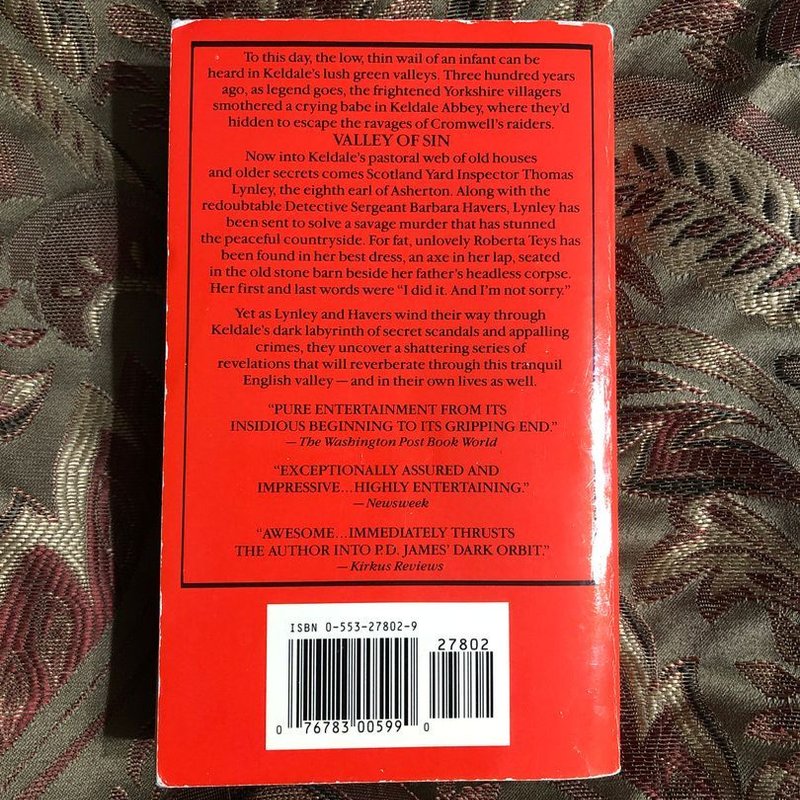 To this day, the low, thin wail of an infant can be
heard in Keldale's lush green valleys. Three hundred years
ago, as legend goes, the frightened Yorkshire villagers
smothered a crying babe in Keldale Abbey, where they'd
hidden to escape the ravages of Cromwell's raiders.
VALLEY OF SIN
Now into Keldale's pastoral web of old houses
and older secrets comes Scotland Yard Inspector Thomas
Lynley, the eighth earl of Asherton. Along with the
redoubtable Detective Sergeant Barbara Havers, Lynley has
been sent to solve a savage murder that has stunned
the peaceful countryside. For fat, unlovely Roberta Teys has
been found in her best dress, an axe in her lap, seated
in the old stone barn beside her father's headless corpse.
Her first and last words were "I did it. And I'm not sorry."
Yet as Lynley and Havers wind their way through
Keldale's dark labyrinth of secret scandals and appalling
crimes, they uncover a shattering series of
revelations that will reverberate through this tranquil
English valley—and in their own lives as well.
"PURE ENTERTAINMENT FROM ITS
INSIDIOUS BEGINNING TO ITS GRIPPING END."
—The Washington Post Book World
"EXCEPTIONALLY ASSURED AND
IMPRESSIVE...HIGHLY ENTERTAINING."
—Newsweek
"AWESOME...IMMEDIATELY THRUSTS
THE AUTHOR INTO P.D. JAMES' DARK ORBIT."
—Kirkus Reviews
ISBN 0-553-27802-9
27802
0 76783 00599 0